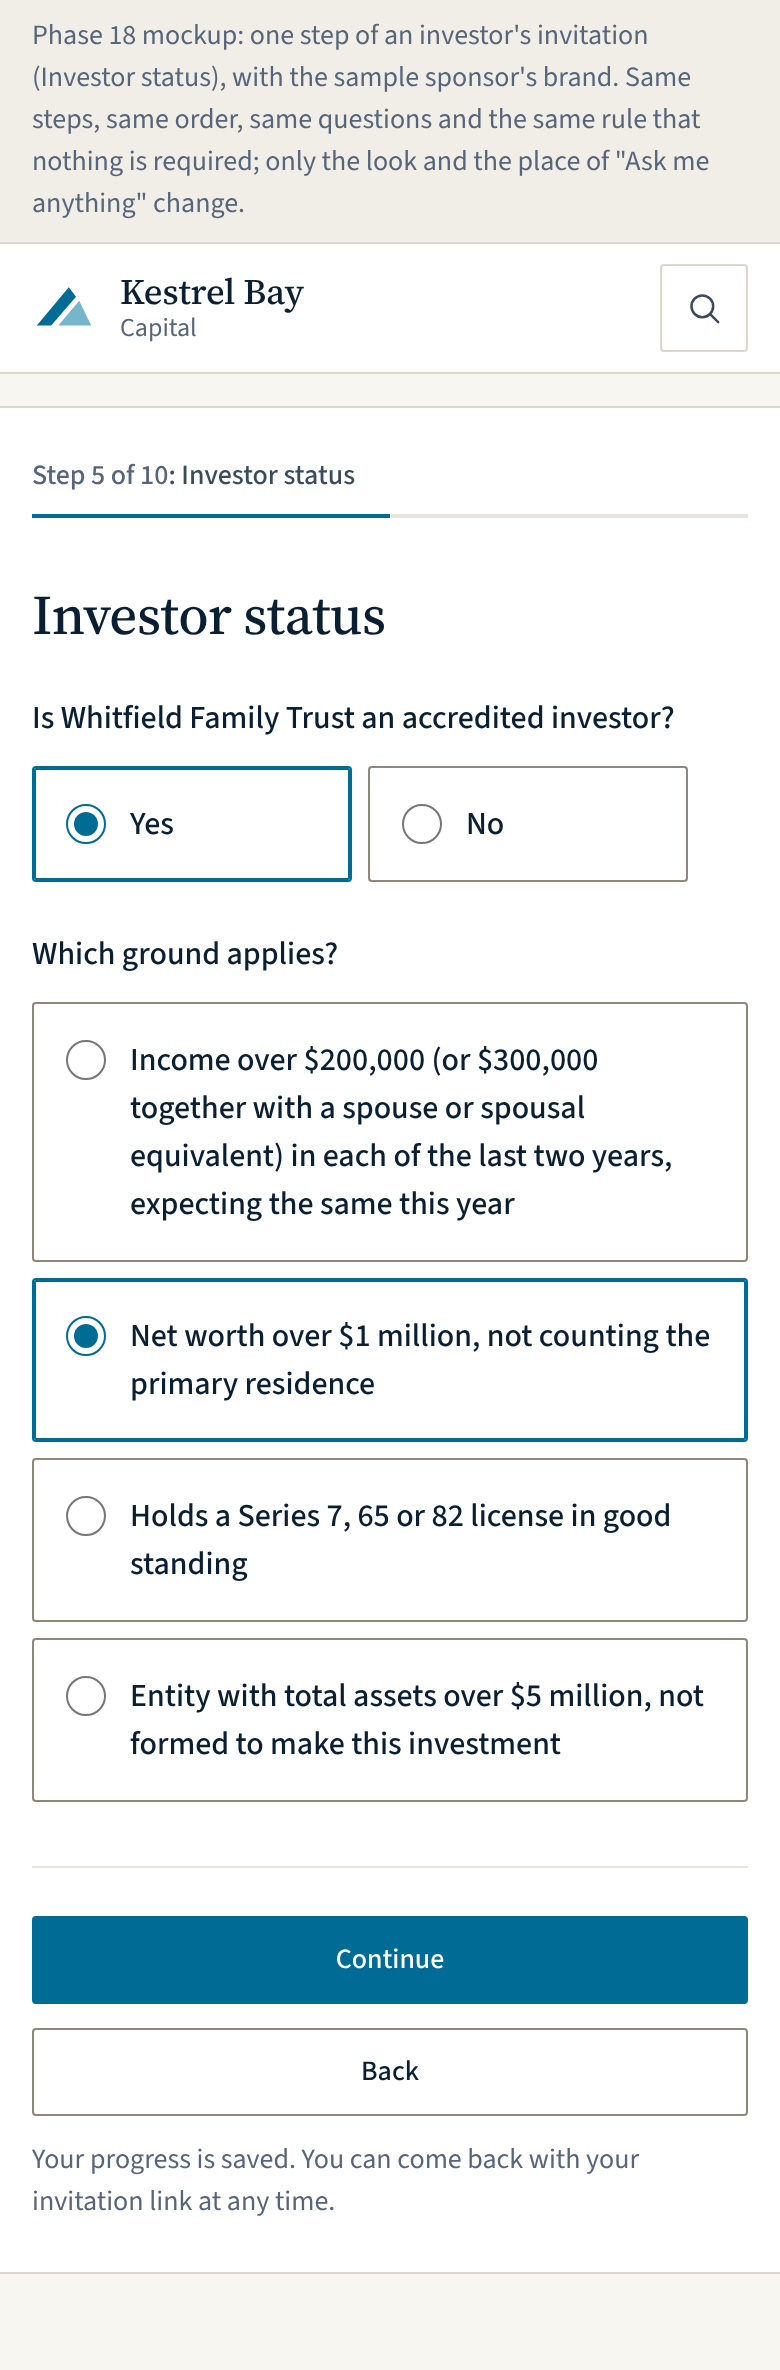 Phase 18 mockup: one step of an investor's invitation
(Investor status), with the sample sponsor's brand. Same
steps, same order, same questions and the same rule that
nothing is required; only the look and the place of "Ask me
anything" change.
Kestrel Bay
Capital
Step 5 of 10: Investor status
Investor status
Is Whitfield Family Trust an accredited investor?
Yes
No
Which ground applies?
Income over $200,000 (or $300,000
together with a spouse or spousal
equivalent) in each of the last two years,
expecting the same this year
Net worth over $1 million, not counting the
primary residence
Holds a Series 7, 65 or 82 license in good
standing
Entity with total assets over $5 million, not
formed to make this investment
Continue
Back
Your progress is saved. You can come back with your
invitation link at any time.